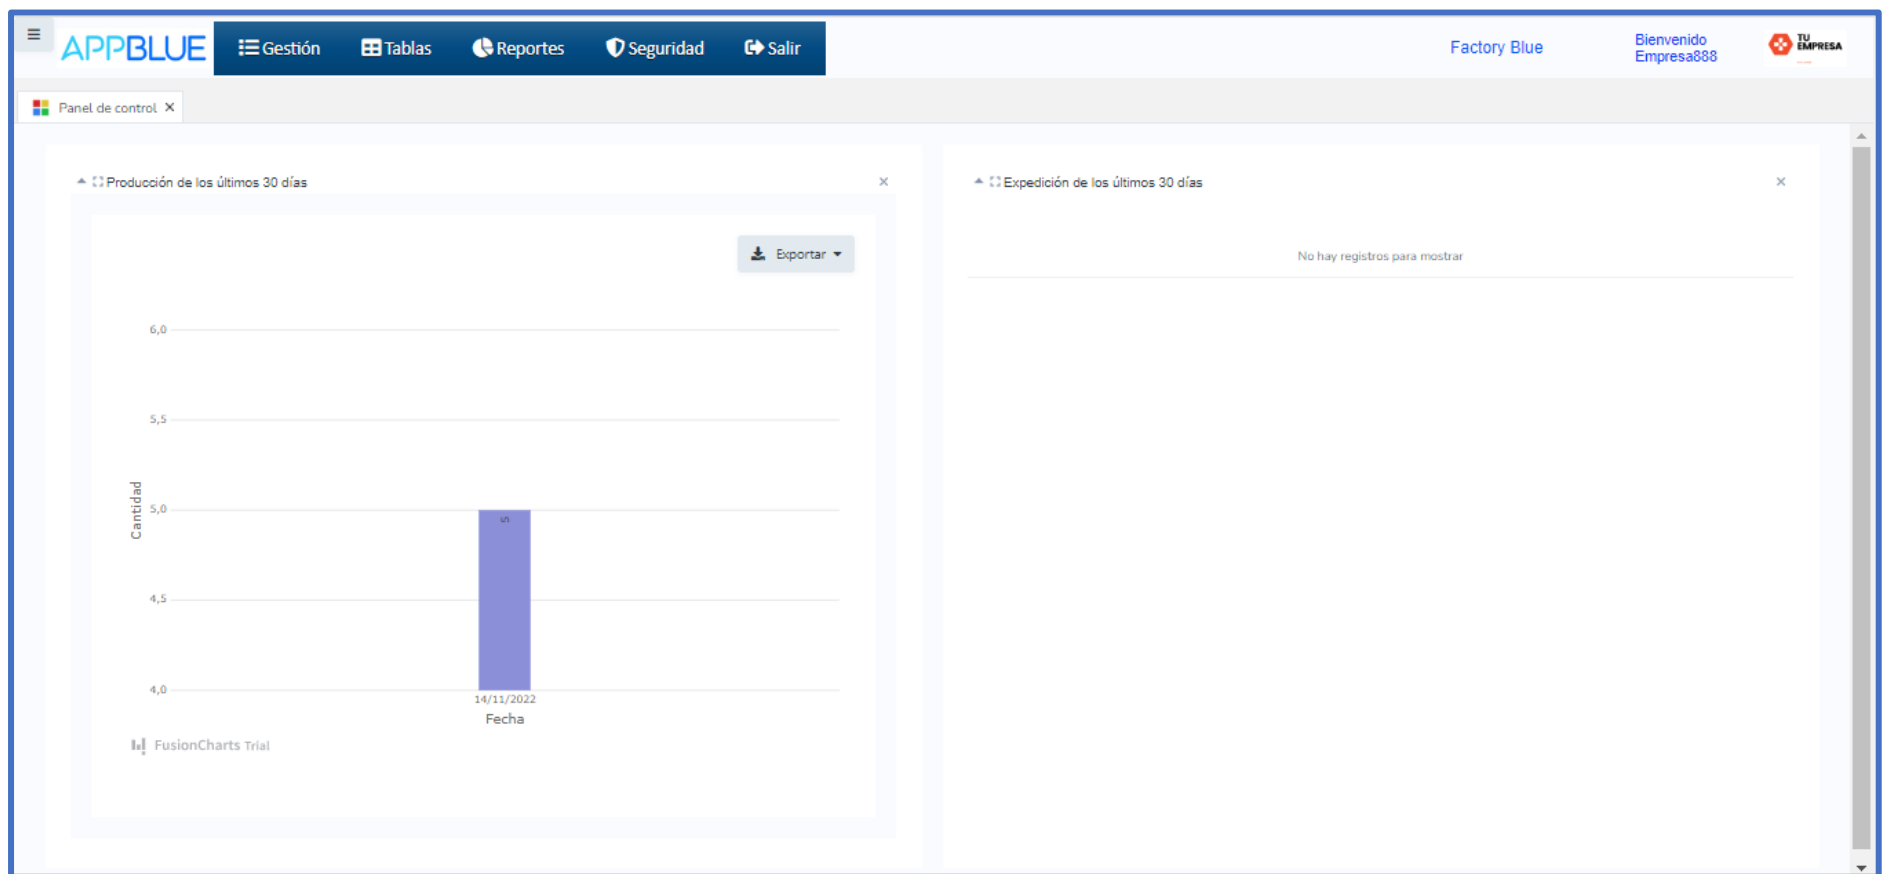 APPBLUE
Gestión
Tablas
Reportes
Seguridad
Salir
Factory Blue
Bienvenido
Empresa888
TU
EMPRESA
Panel de control
Producción de los últimos 30 días
Exportar
6,0
5,5
5,0
4,5
4,0
Cantidad
5
14/11/2022
Fecha
FusionCharts Trial
Expedición de los últimos 30 días
No hay registros para mostrar